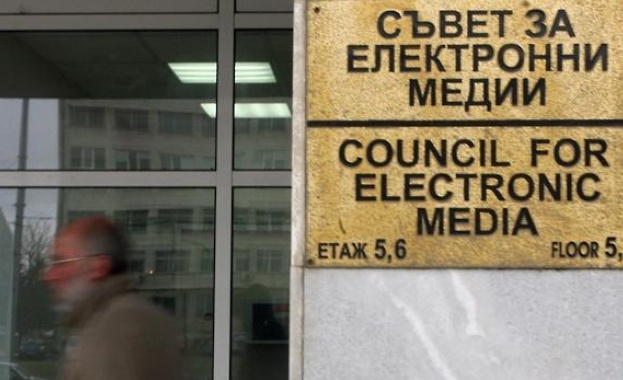 СЪВЕТ ЗА
ЕЛЕКТРОННИ
МЕДИИ
COUNCIL FOR
ELECTRONIC
MEDIA
ЕТАЖ 5,6 FLOOR 5,